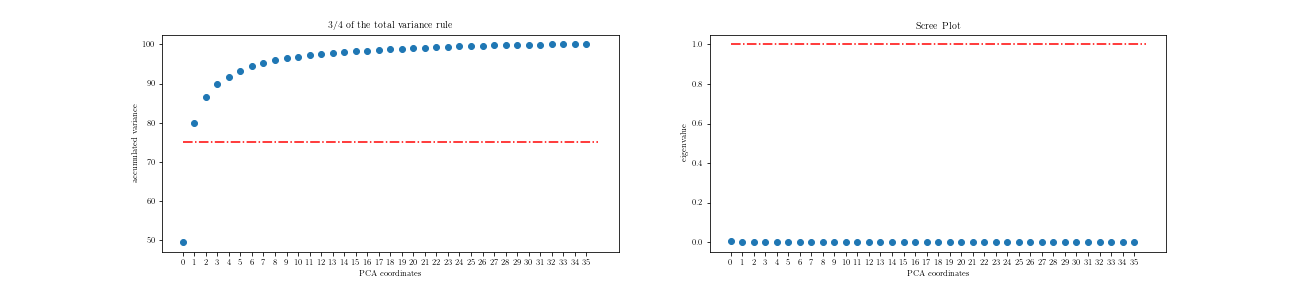 3/4 of the total variance rule
100
90
80
70
60
50
accumulated variance
0 1 2 3 4 5 6 7 8 9 10 11 12 13 14 15 16 17 18 19 20 21 22 23 24 25 26 27 28 29 30 31 32 33 34 35
PCA coordinates
Scree Plot
1.0
0.8
0.6
0.4
0.2
0.0
eigenvalue
0 1 2 3 4 5 6 7 8 9 10 11 12 13 14 15 16 17 18 19 20 21 22 23 24 25 26 27 28 29 30 31 32 33 34 35
PCA coordinates